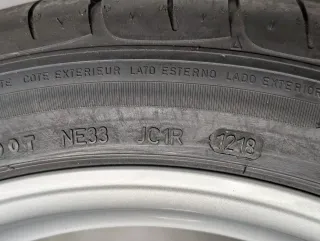 COTE EXTERIEUR LATO ESTERNO LADO EXTERIOR
DOT NE33 JC1R 1218